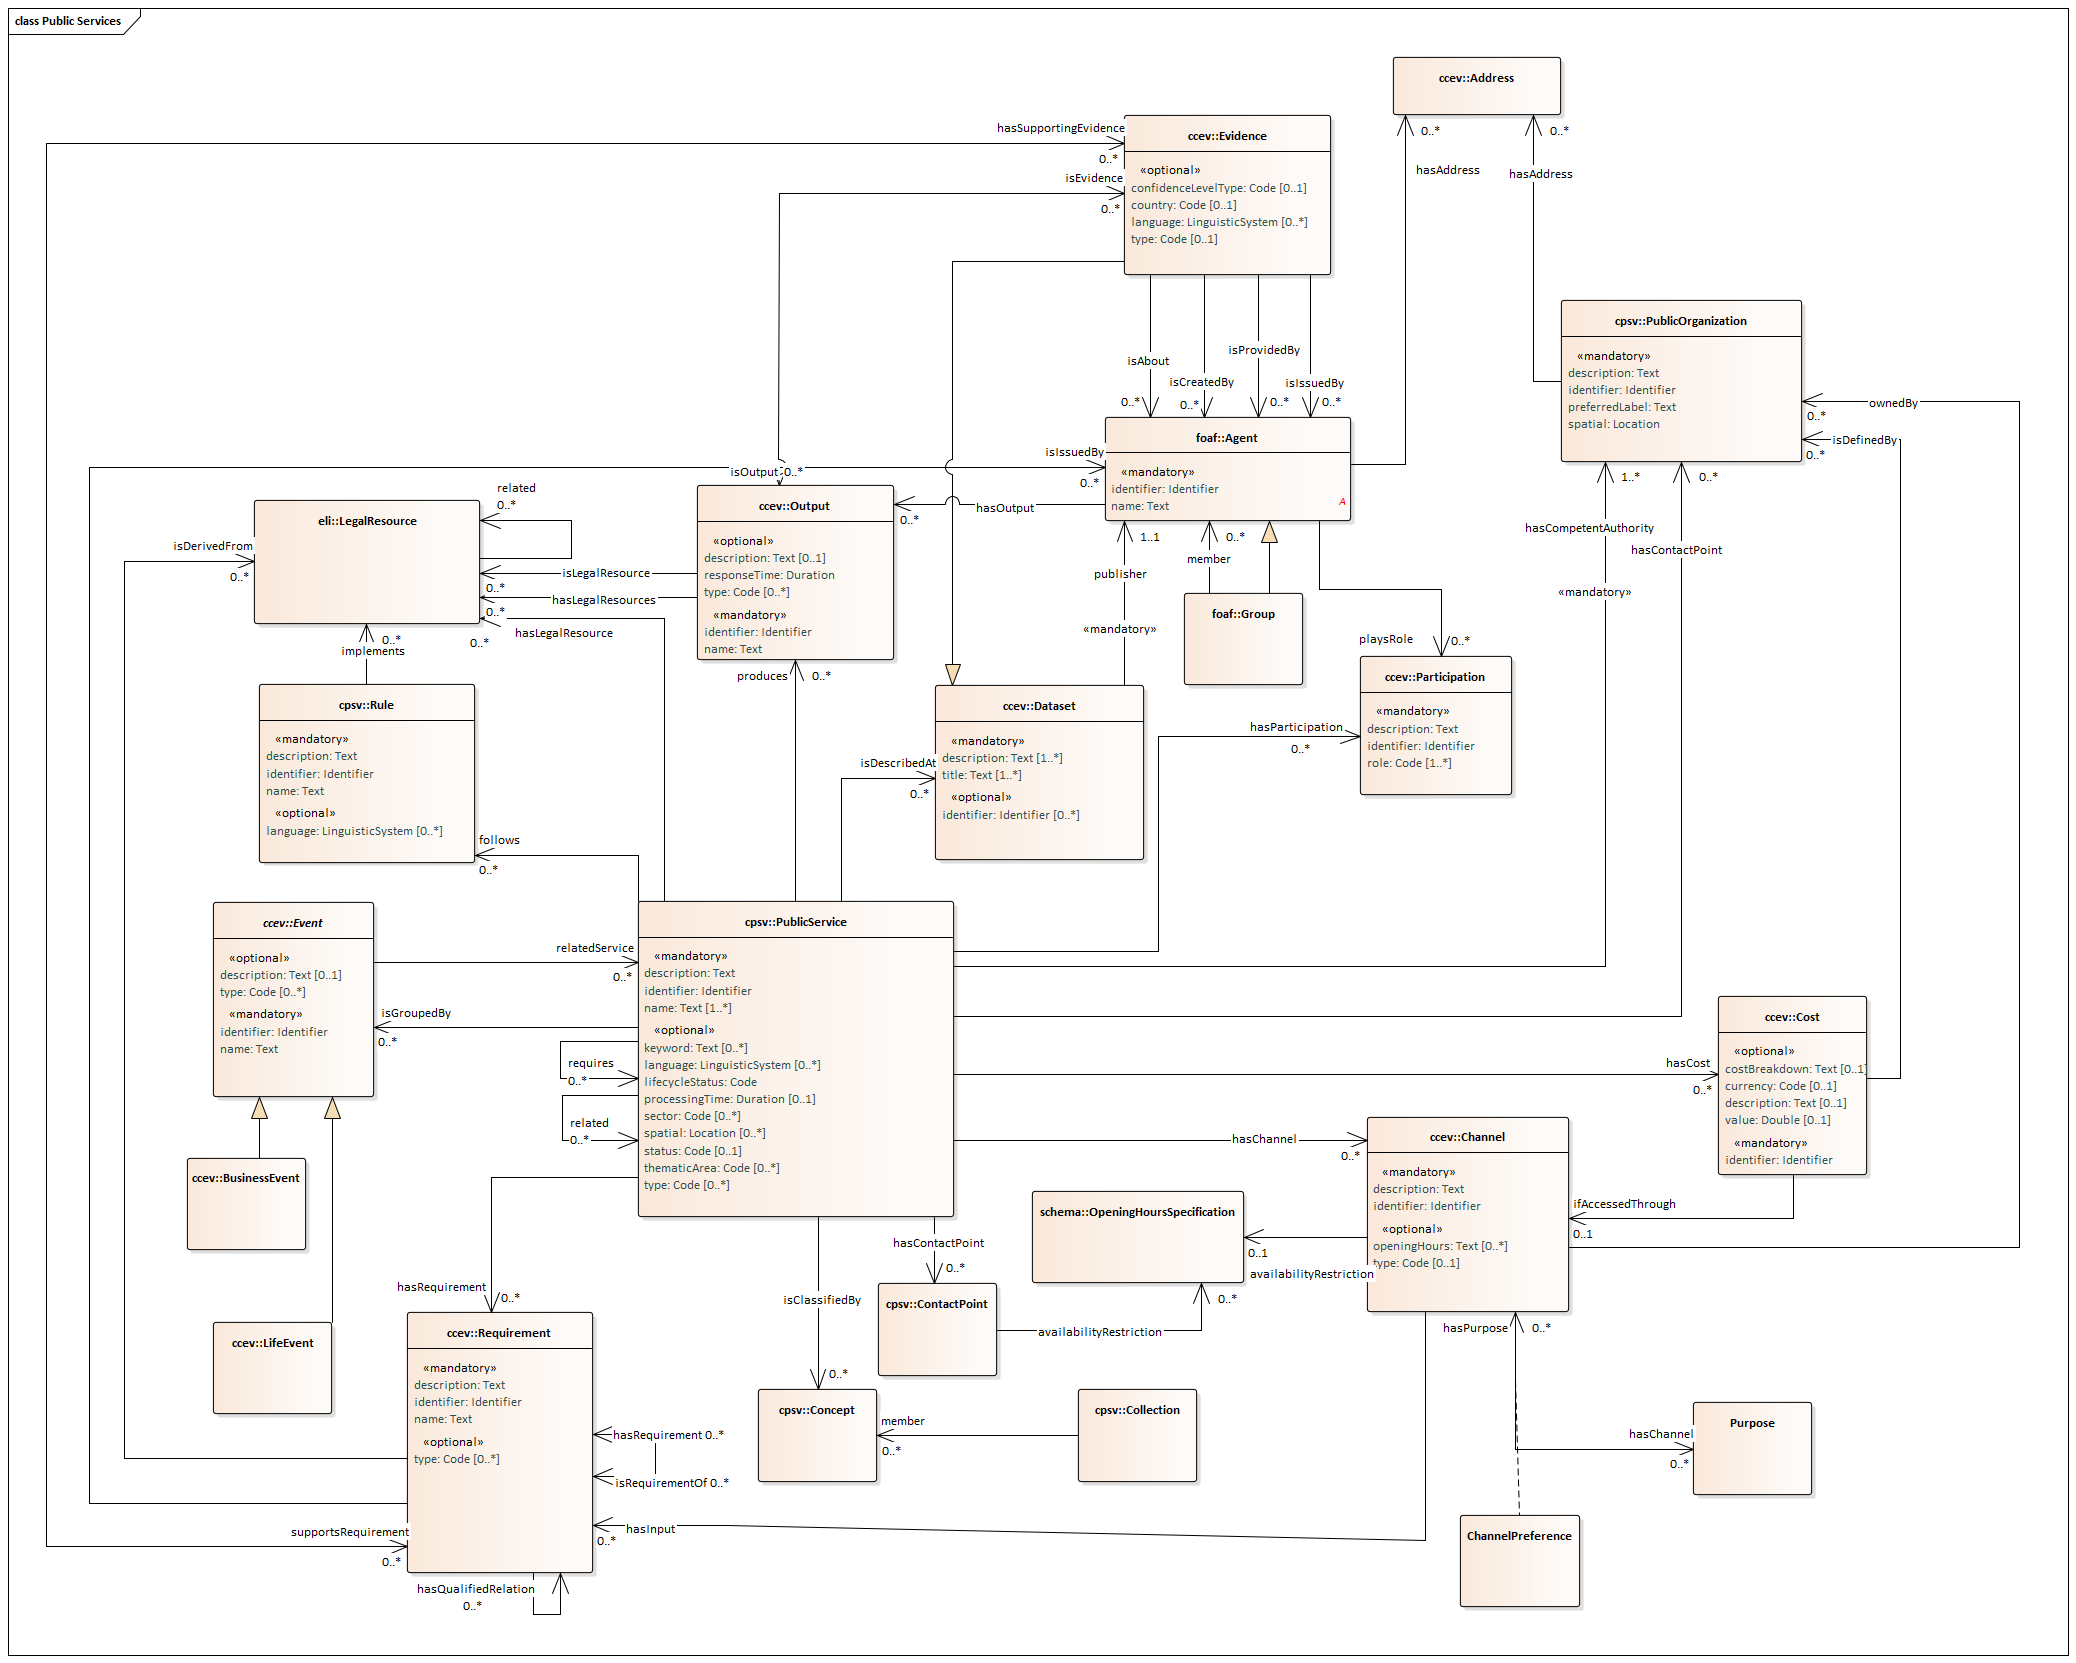 class Public Services
ccev::Address
0..*
0..*
hasAddress
hasAddress
hasSupportingEvidence
0..*
isEvidence
0..*
ccev::Evidence
«optional»
confidenceLevelType: Code [0..1]
country: Code [0..1]
language: LinguisticSystem [0..*]
type: Code [0..1]
cpsv::PublicOrganization
«mandatory»
description: Text
identifier: Identifier
preferredLabel: Text
spatial: Location
ownedBy
0..*
isDefinedBy
0..*
1..*
0..*
hasCompetentAuthority
hasContactPoint
«mandatory»
isAbout
isCreatedBy
isProvidedBy
isIssuedBy
0..*
0..*
0..*
0..*
isIssuedBy
0..*
foaf::Agent
«mandatory»
identifier: Identifier
name: Text
A
isOutput
0..*
hasOutput
0..*
ccev::Output
«optional»
description: Text [0..1]
responseTime: Duration
type: Code [0..*]
«mandatory»
identifier: Identifier
name: Text
related
0..*
eli::LegalResource
isDerivedFrom
0..*
isLegalResource
0..*
hasLegalResources
0..*
hasLegalResource
0..*
0..*
implements
1..1
publisher
«mandatory»
0..*
member
foaf::Group
playsRole
0..*
ccev::Participation
«mandatory»
description: Text
identifier: Identifier
role: Code [1..*]
hasParticipation
0..*
produces
0..*
cpsv::Rule
«mandatory»
description: Text
identifier: Identifier
name: Text
«optional»
language: LinguisticSystem [0..*]
follows
0..*
ccev::Dataset
«mandatory»
description: Text [1..*]
title: Text [1..*]
«optional»
identifier: Identifier [0..*]
isDescribedAt
0..*
ccev::Event
«optional»
description: Text [0..1]
type: Code [0..*]
«mandatory»
identifier: Identifier
name: Text
relatedService
0..*
isGroupedBy
0..*
requires
0..*
related
0..*
cpsv::PublicService
«mandatory»
description: Text
identifier: Identifier
name: Text [1..*]
«optional»
keyword: Text [0..*]
language: LinguisticSystem [0..*]
lifecycleStatus: Code
processingTime: Duration [0..1]
sector: Code [0..*]
spatial: Location [0..*]
status: Code [0..1]
thematicArea: Code [0..*]
type: Code [0..*]
hasCost
0..*
ccev::Cost
«optional»
costBreakdown: Text [0..1]
currency: Code [0..1]
description: Text [0..1]
value: Double [0..1]
«mandatory»
identifier: Identifier
hasChannel
0..*
ccev::Channel
«mandatory»
description: Text
identifier: Identifier
«optional»
openingHours: Text [0..*]
type: Code [0..1]
ifAccessedThrough
0..1
ccev::BusinessEvent
ccev::LifeEvent
schema::OpeningHoursSpecification
0..1
availabilityRestriction
0..*
availabilityRestriction
hasContactPoint
0..*
cpsv::ContactPoint
isClassifiedBy
0..*
cpsv::Concept
member
0..*
cpsv::Collection
hasRequirement
0..*
ccev::Requirement
«mandatory»
description: Text
identifier: Identifier
name: Text
«optional»
type: Code [0..*]
hasRequirement 0..*
isRequirementOf 0..*
hasInput
0..*
supportsRequirement
0..*
hasQualifiedRelation
0..*
hasPurpose
0..*
hasChannel
0..*
Purpose
ChannelPreference